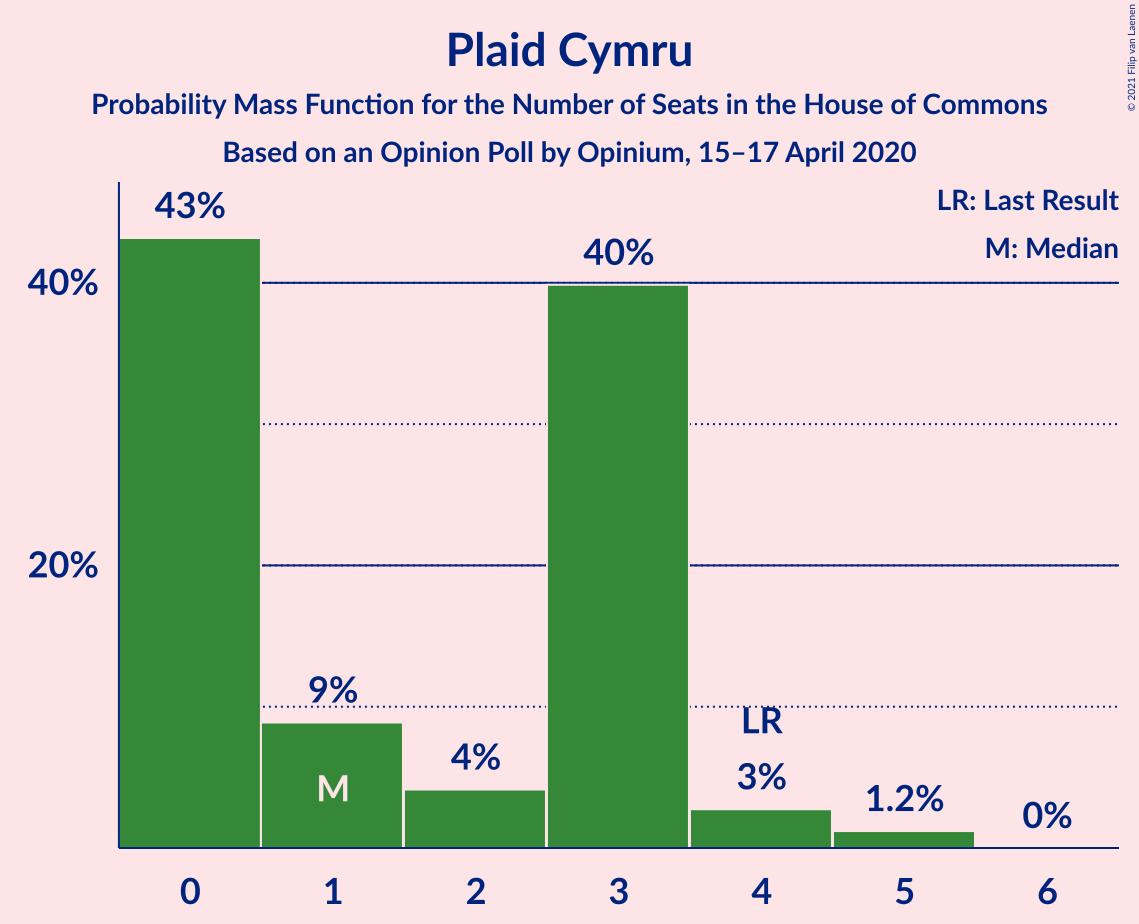 Plaid Cymru
Probability Mass Function for the Number of Seats in the House of Commons
Based on an Opinion Poll by Opinium, 15–17 April 2020
© 2021 Filip van Laenen
LR: Last Result
M: Median
43%
40%
40%
20%
9%
M
4%
LR
3%
1.2%
0%
0 1 2 3 4 5 6